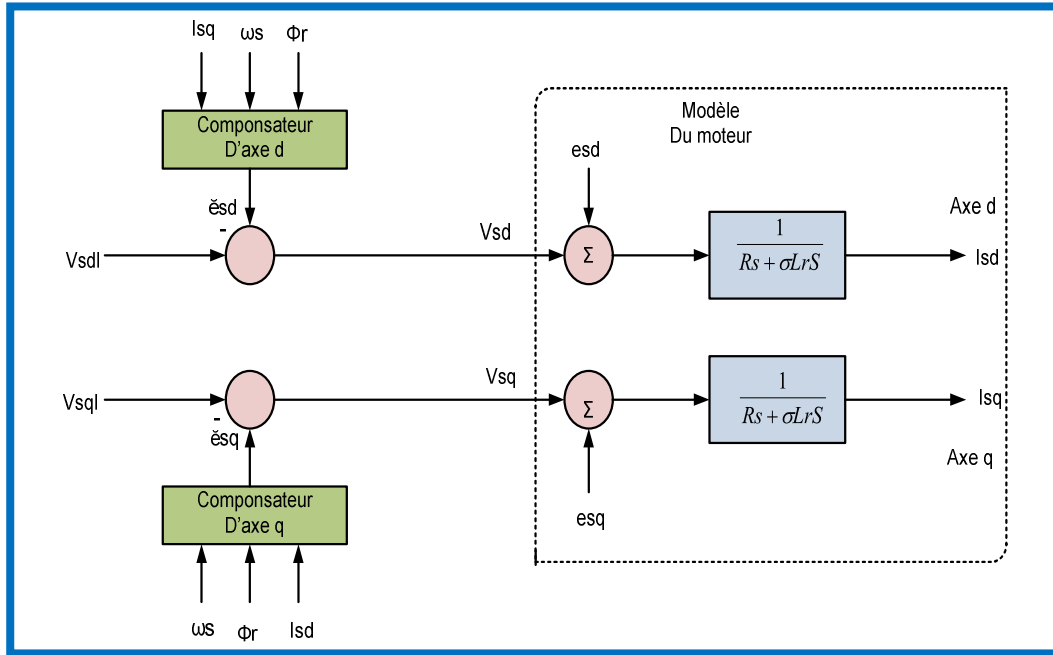 Isq ωs Φr
Componsateur
D'axe d
Modèle
Du moteur
esd
ĕsd
-
Vsd
Axe d
Vsdl
Σ
1
Rs + σLrS
Isd
Vsql
Vsq
Σ
1
Rs + σLrS
Isq
-
ĕsq
Axe q
Componsateur
D'axe q
esq
ωs Φr Isd